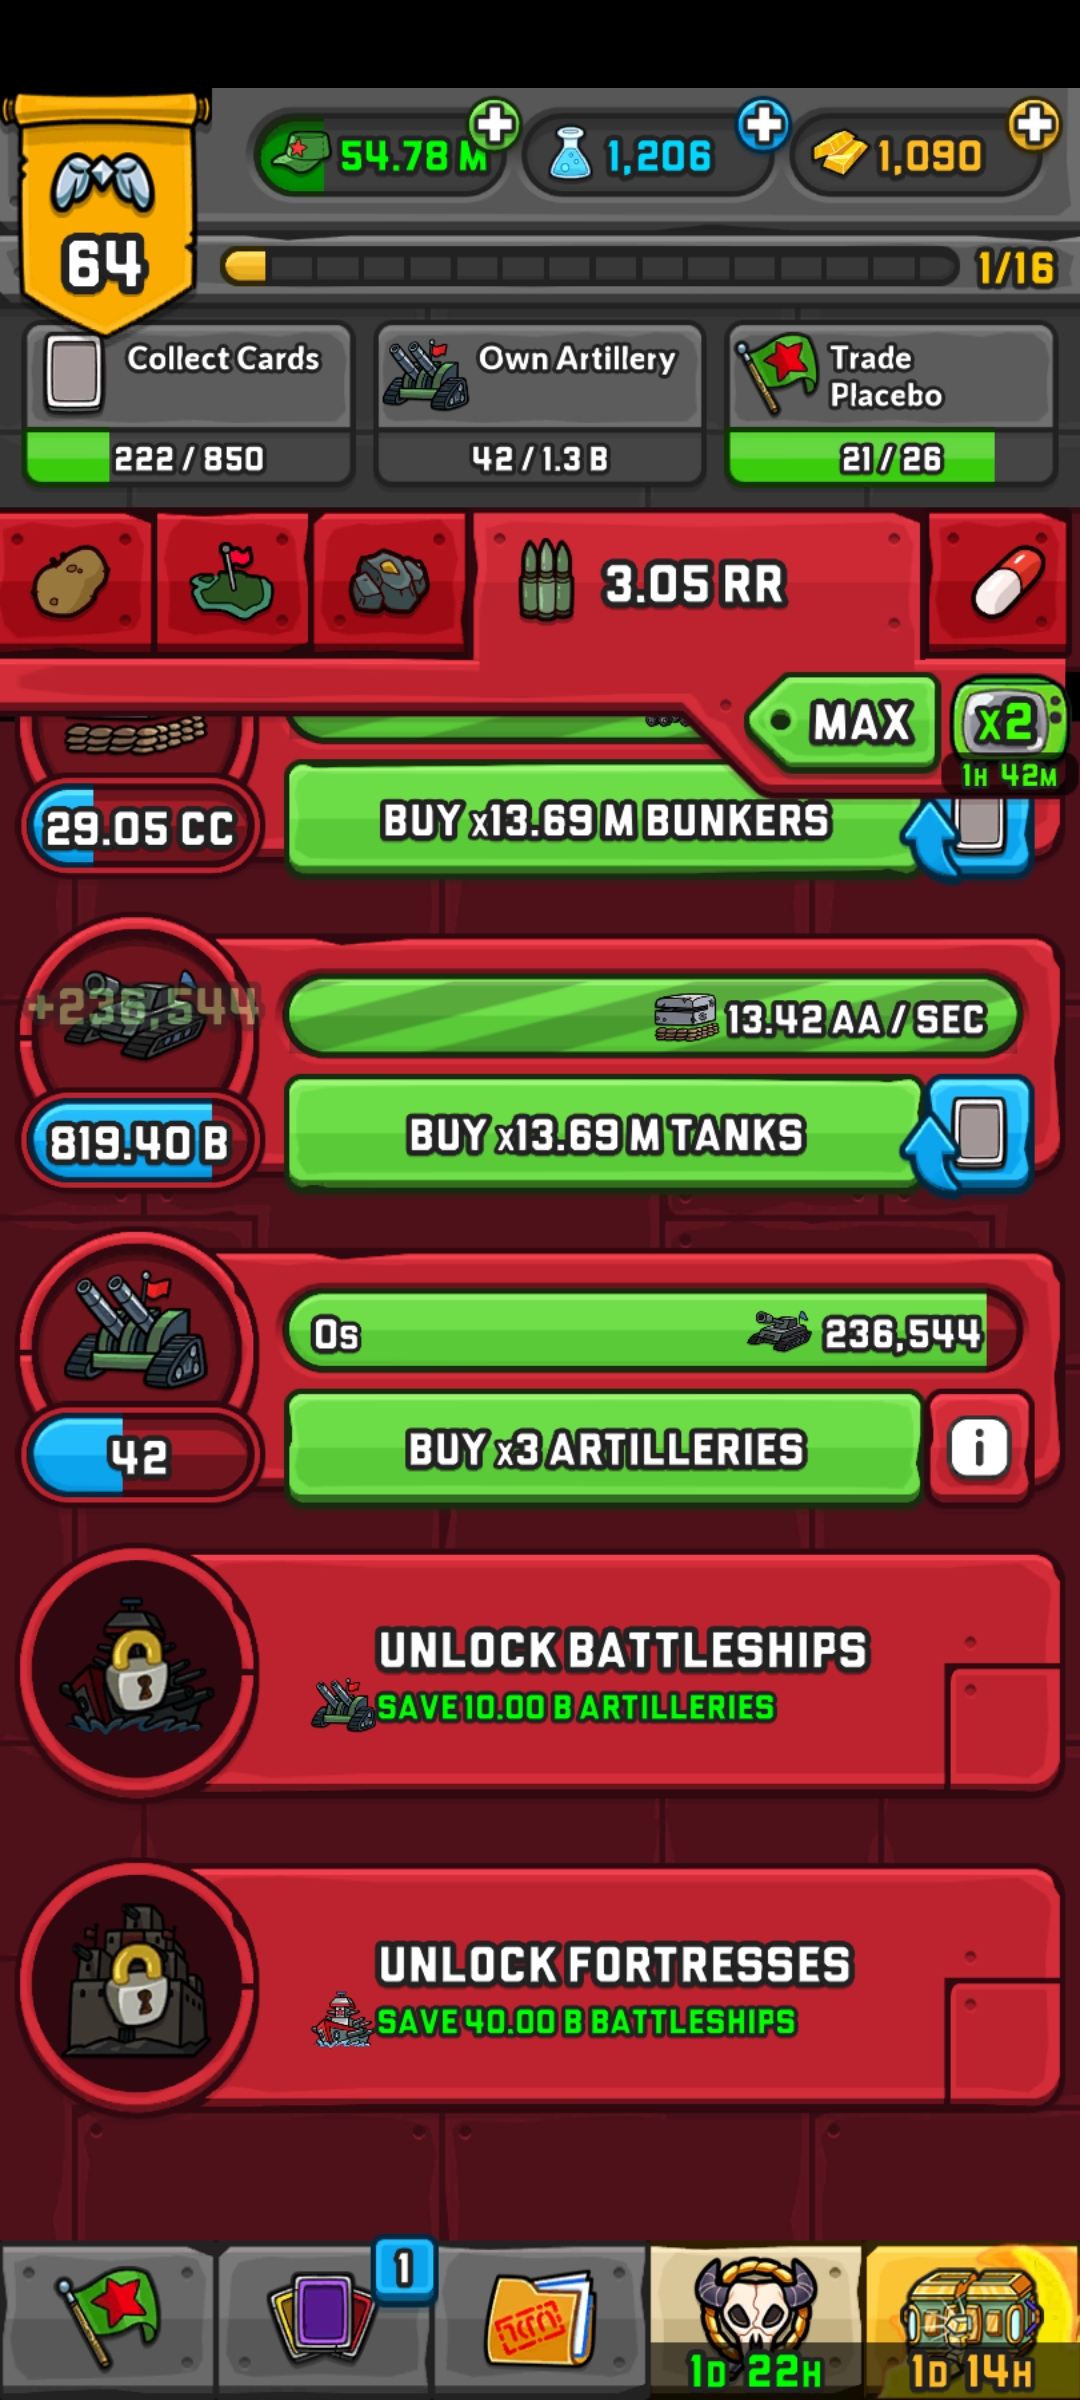 54.78 M
1,206
1,090
64
1/16
Collect Cards
222 / 850
Own Artillery
42 / 1.3 B
Trade
Placebo
21 / 26
3.05 RR
MAX
x2
1H 42M
29.05 CC
BUY x13.69 M BUNKERS
+236,544
13.42 AA / SEC
819.40 B
BUY x13.69 M TANKS
0s
236,544
42
BUY x3 ARTILLERIES
i
UNLOCK BATTLESHIPS
SAVE 10.00 B ARTILLERIES
UNLOCK FORTRESSES
SAVE 40.00 B BATTLESHIPS
1
1D 22H
1D 14H